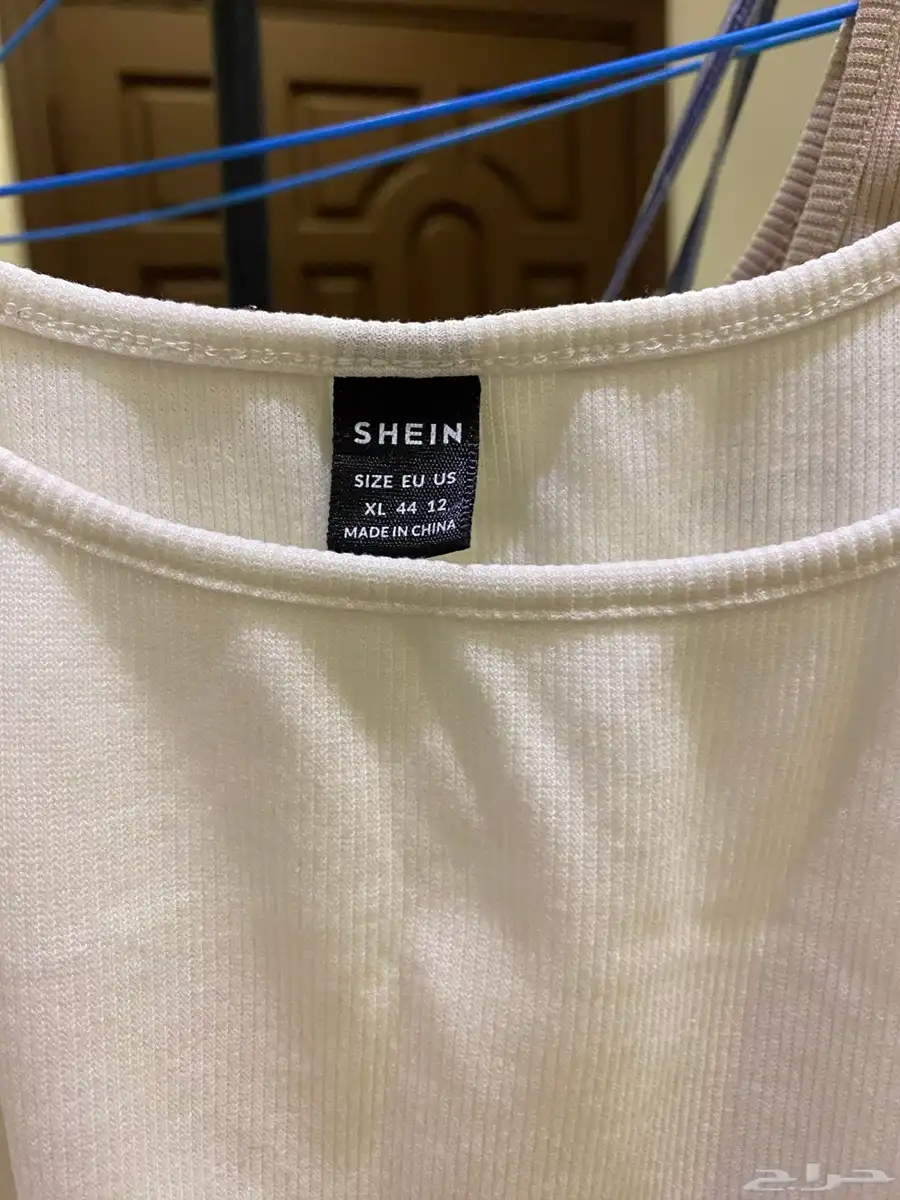 SHEIN
SIZE EU US
XL 44 12
MADE IN CHINA
حراج